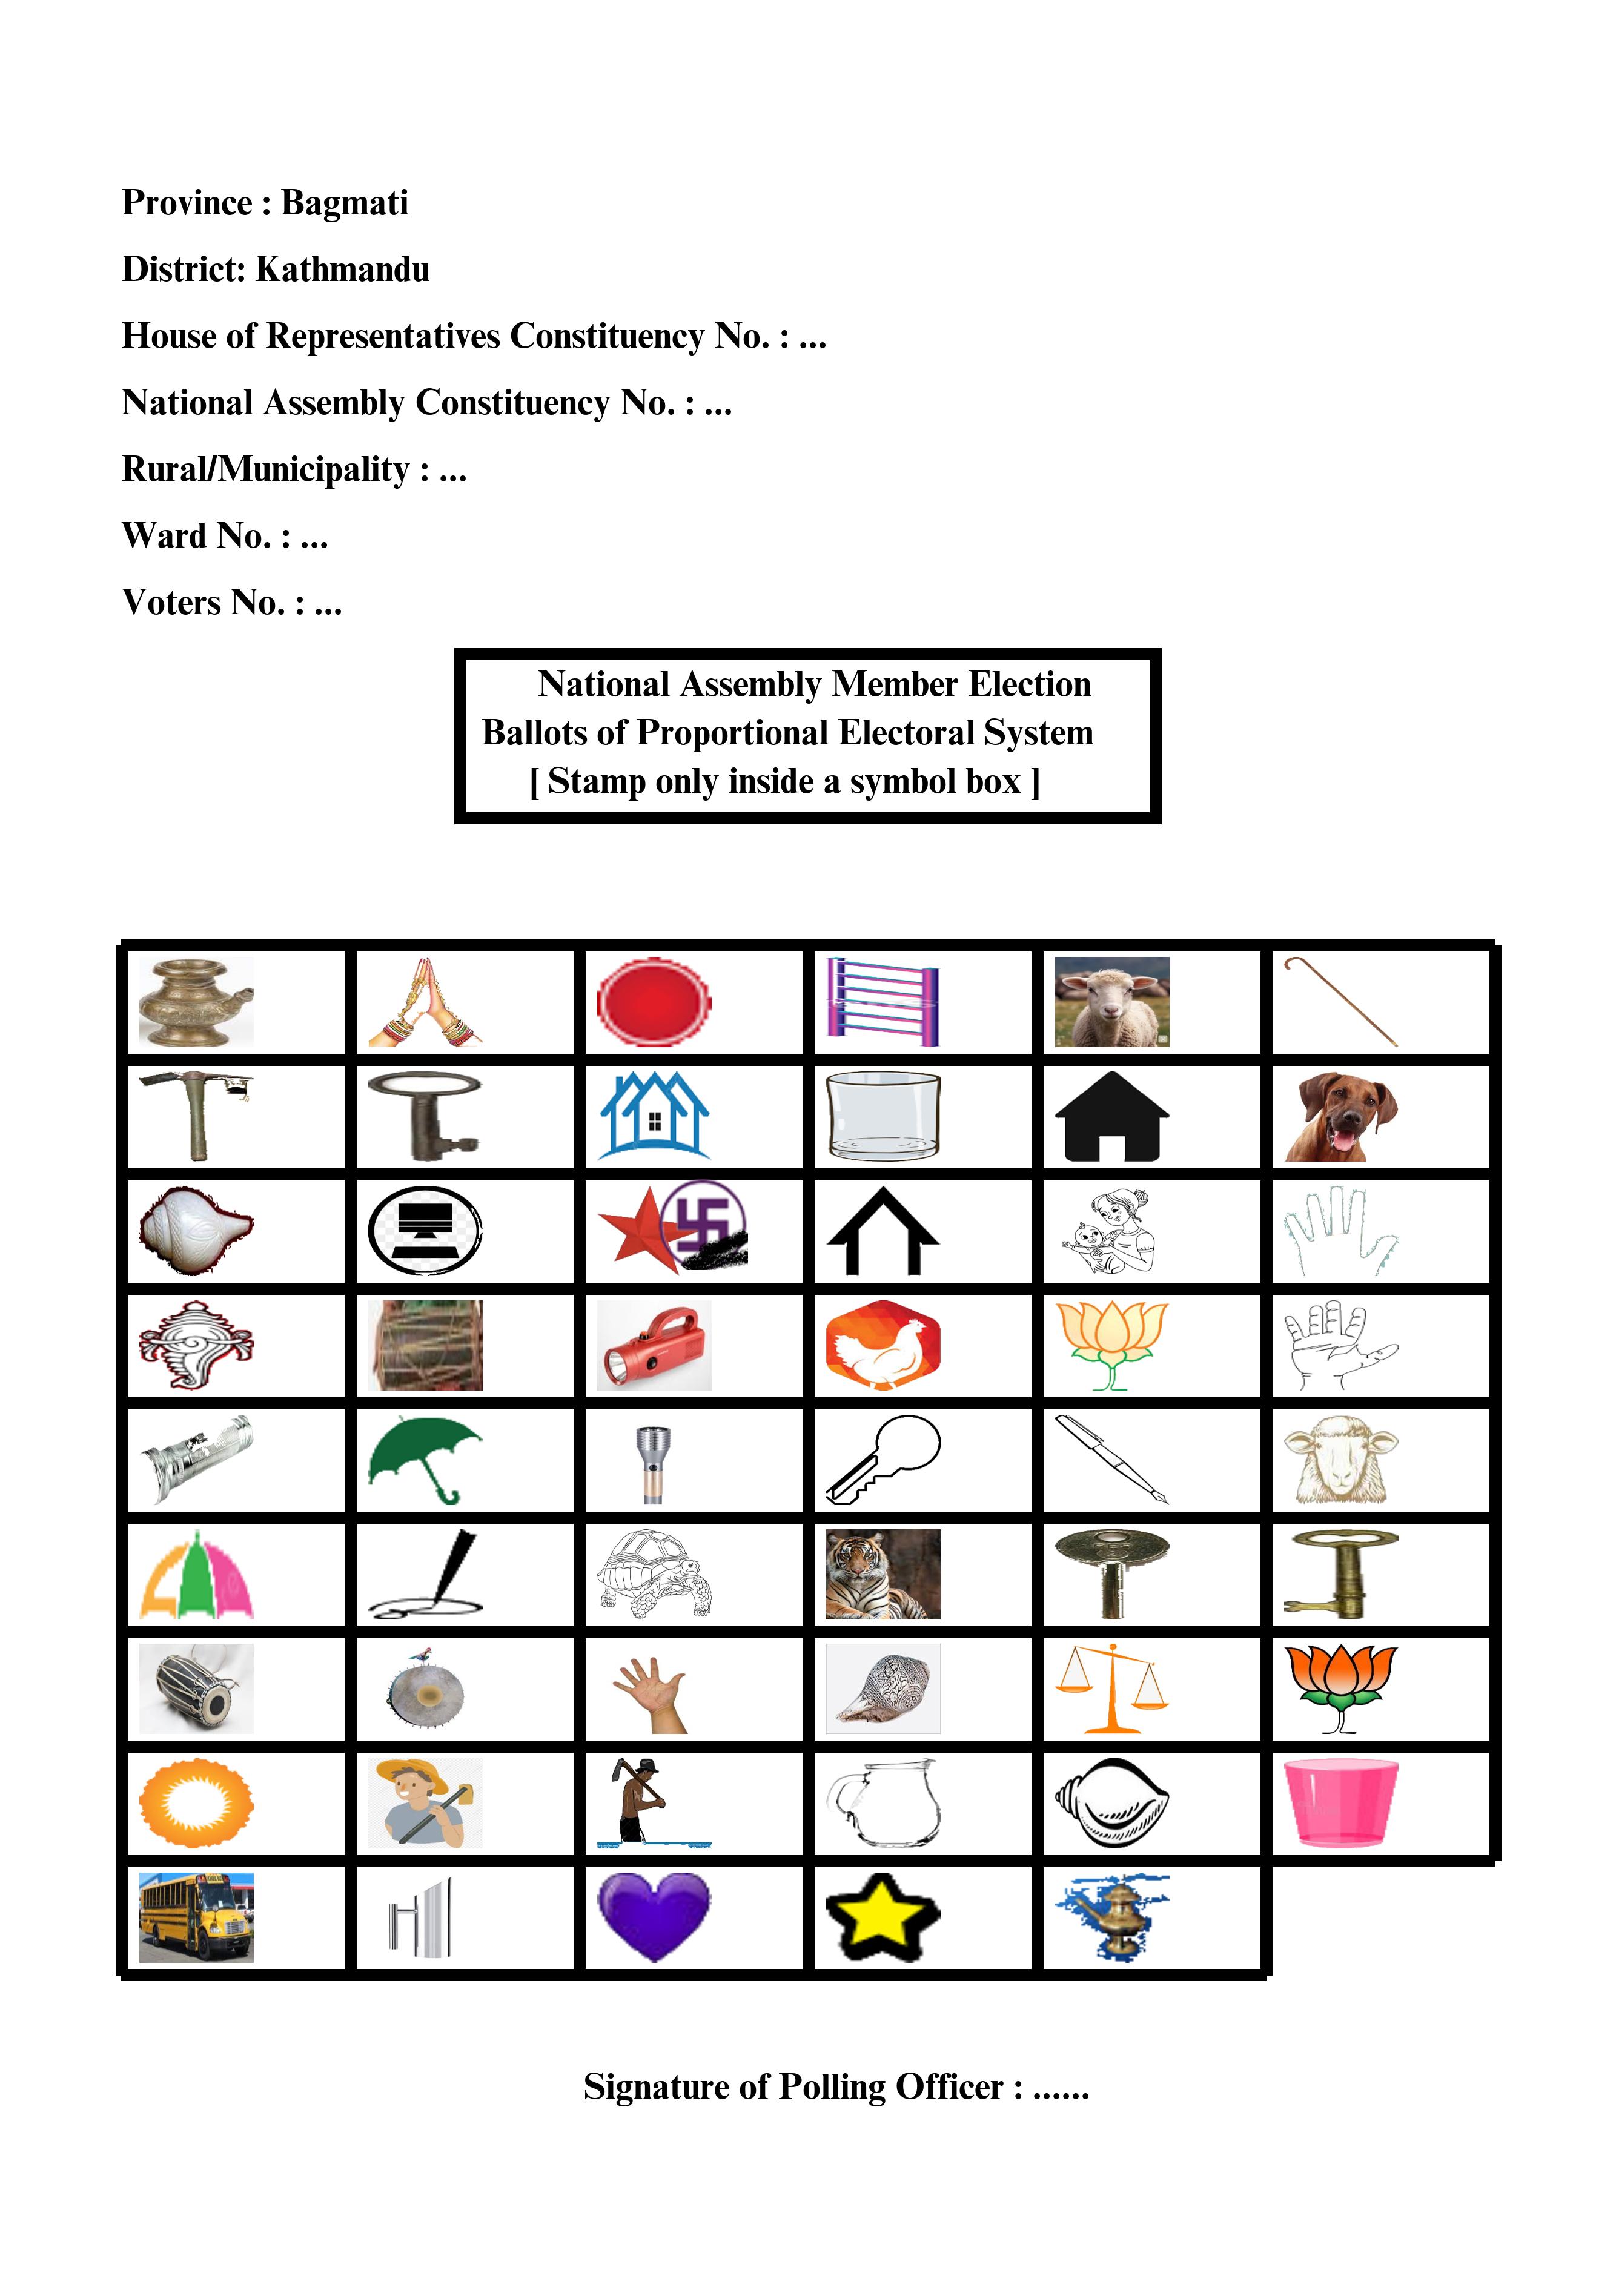 Province : Bagmati
District: Kathmandu
House of Representatives Constituency No. : ...
National Assembly Constituency No. : ...
Rural/Municipality : ...
Ward No. : ...
Voters No. : ...
National Assembly Member Election
Ballots of Proportional Electoral System
[ Stamp only inside a symbol box ]
Signature of Polling Officer : ......